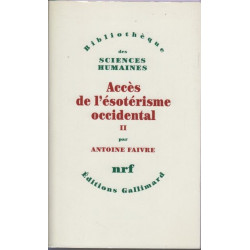 Bibliothèque
des
SCIENCES
HUMAINES
Accès
de l'ésotérisme
occidental
II
par
ANTOINE FAIVRE
nrf
Éditions Gallimard